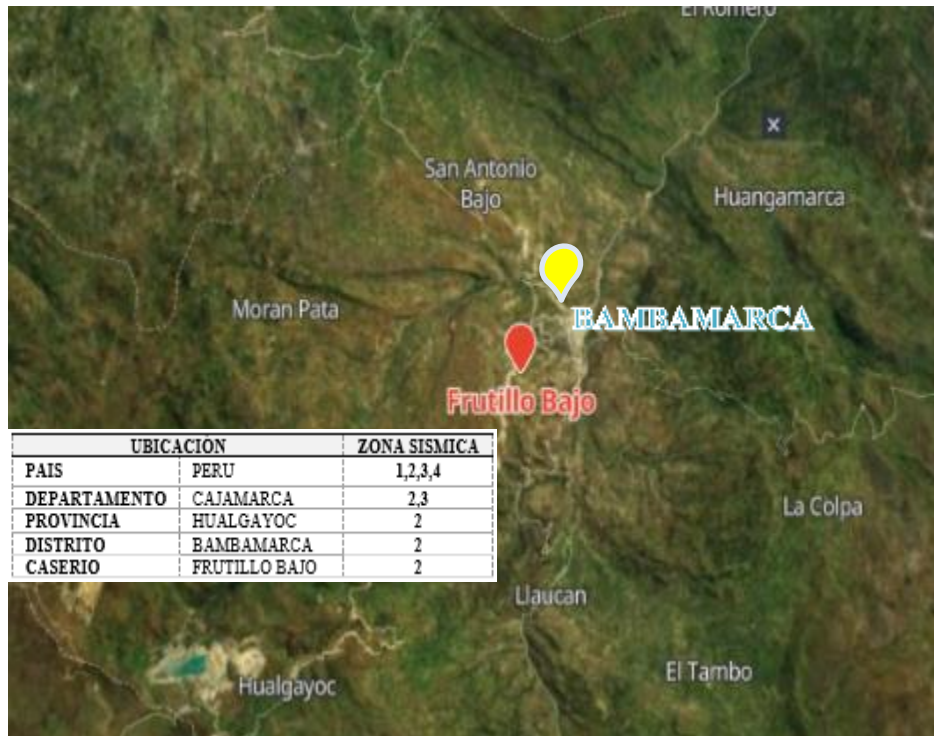 El Romero
x
San Antonio
Bajo
Huangamarca
Moran Pata
BAMBAMARCA
Frutillo Bajo
UBICACIÓN ZONA SISMICA
PAIS PERU 1,2,3,4
DEPARTAMENTO CAJAMARCA 2,3
PROVINCIA HUALGAYOC 2
DISTRITO BAMBAMARCA 2
CASERIO FRUTILLO BAJO 2
La Colpa
Llaucan
El Tambo
Hualgayoc